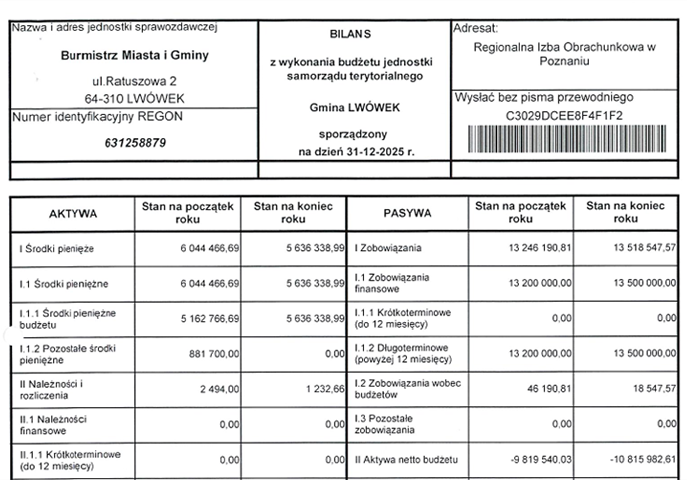 Nazwa i adres jednostki sprawozdawczej
Burmistrz Miasta i Gminy
ul.Ratuszowa 2
64-310 LWÓWEK
Numer identyfikacyjny REGON
631258879
BILANS
z wykonania budżetu jednostki
samorządu terytorialnego
Gmina LWÓWEK
sporządzony
na dzień 31-12-2025 r.
Adresat:
Regionalna Izba Obrachunkowa w
Poznaniu
Wysłać bez pisma przewodniego
C3029DCEE8F4F1F2
AKTYWA Stan na początek roku Stan na koniec roku PASYWA Stan na początek roku Stan na koniec roku
I Środki pienięże 6 044 466,69 5 636 338,99 I Zobowiązania 13 246 190,81 13 518 547,57
I.1 Środki pieniężne 6 044 466,69 5 636 338,99 I.1 Zobowiązania finansowe 13 200 000,00 13 500 000,00
I.1.1 Środki pieniężne budżetu 5 162 766,69 5 636 338,99 I.1.1 Krótkoterminowe (do 12 miesięcy) 0,00 0,00
I.1.2 Pozostałe środki pieniężne 881 700,00 0,00 I.1.2 Długoterminowe (powyżej 12 miesięcy) 13 200 000,00 13 500 000,00
II Należności i rozliczenia 2 494,00 1 232,66 I.2 Zobowiązania wobec budżetów 46 190,81 18 547,57
II.1 Należności finansowe 0,00 0,00 I.3 Pozostałe zobowiązania 0,00 0,00
II.1.1 Krótkoterminowe (do 12 miesięcy) 0,00 0,00 II Aktywa netto budżetu -9 819 540,03 -10 815 982,61